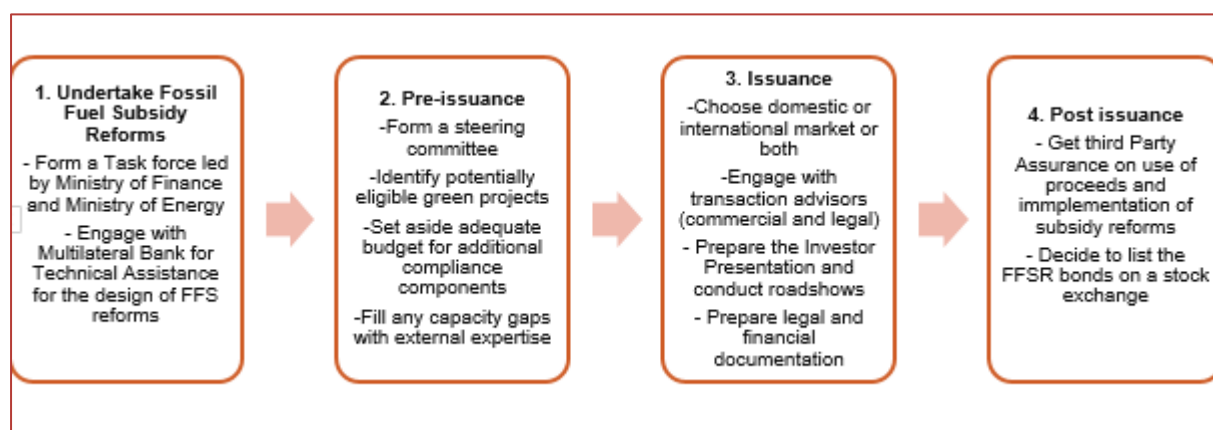 1. Undertake Fossil
Fuel Subsidy
Reforms
- Form a Task force led
by Ministry of Finance
and Ministry of Energy
- Engage with
Multilateral Bank for
Technical Assistance
for the design of FFS
reforms
2. Pre-issuance
-Form a steering
committee
-Identify potentially
eligible green projects
-Set aside adequate
budget for additional
compliance
components
-Fill any capacity gaps
with external expertise
3. Issuance
-Choose domestic or
international market or
both
-Engage with
transaction advisors
(commercial and legal)
- Prepare the Investor
Presentation and
conduct roadshows
- Prepare legal and
financial
documentation
4. Post issuance
- Get third Party
Assurance on use of
proceeds and
immplementation of
subsidy reforms
- Decide to list the
FFSR bonds on a stock
exchange